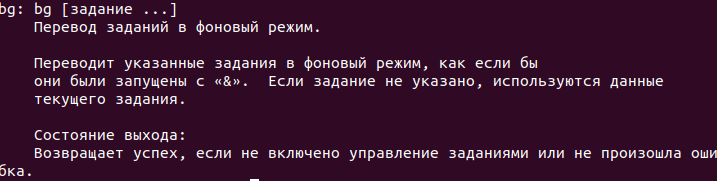 bg: bg [задание ...]
Перевод заданий в фоновый режим.
Переводит указанные задания в фоновый режим, как если бы
они были запущены с «&».  Если задание не указано, используются данные
текущего задания.
Состояние выхода:
Возвращает успех, если не включено управление заданиями или не произошла оши
бка.